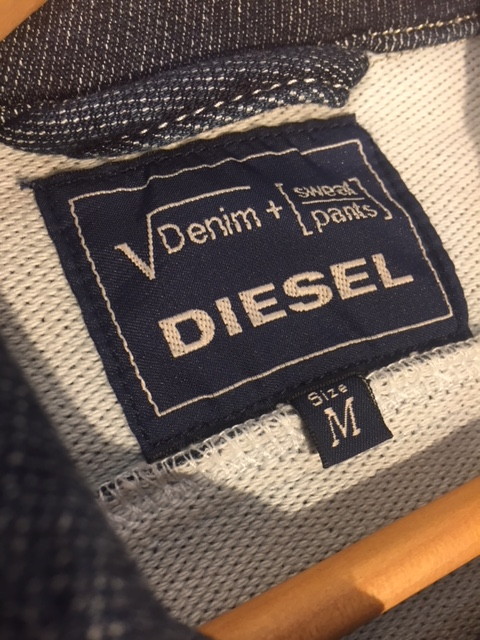 √Denim + [sweat
pants]
DIESEL
Size
M